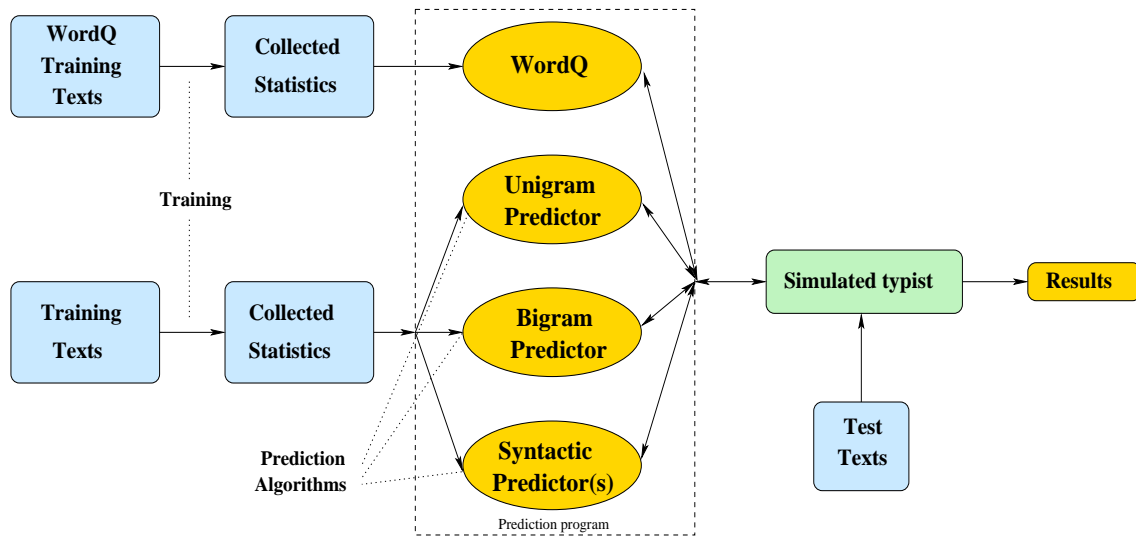 WordQ
Training
Texts
Collected
Statistics
WordQ
Training
Unigram
Predictor
Training
Texts
Collected
Statistics
Bigram
Predictor
Simulated typist
Results
Prediction
Algorithms
Syntactic
Predictor(s)
Test
Texts
Prediction program